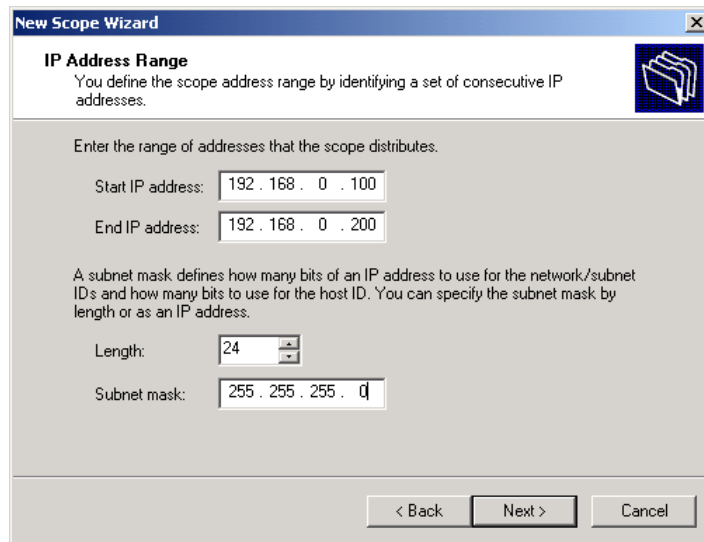 New Scope Wizard
IP Address Range
You define the scope address range by identifying a set of consecutive IP
addresses.
Enter the range of addresses that the scope distributes.
Start IP address: 192 . 168 . 0 . 100
End IP address: 192 . 168 . 0 . 200
A subnet mask defines how many bits of an IP address to use for the network/subnet
IDs and how many bits to use for the host ID. You can specify the subnet mask by
length or as an IP address.
Length: 24
Subnet mask: 255 . 255 . 255 . 0
< Back Next > Cancel